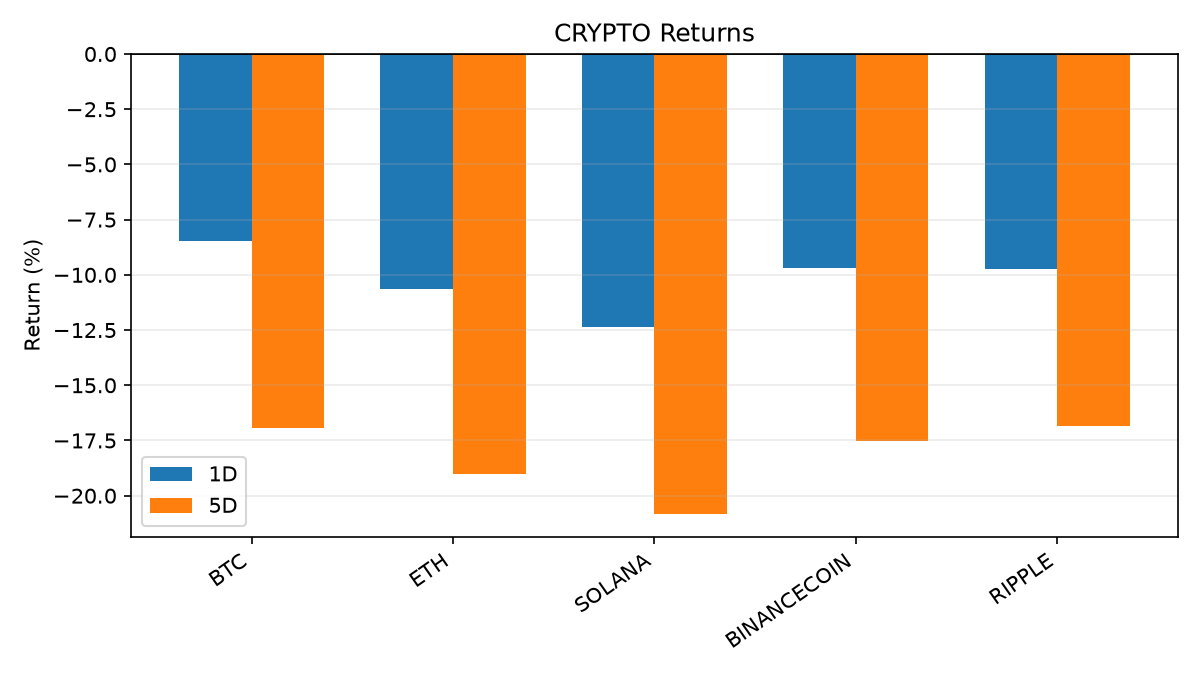 CRYPTO Returns
Return (%)
0.0
−2.5
−5.0
−7.5
−10.0
−12.5
−15.0
−17.5
−20.0
1D
5D
BTC
ETH
SOLANA
BINANCECOIN
RIPPLE